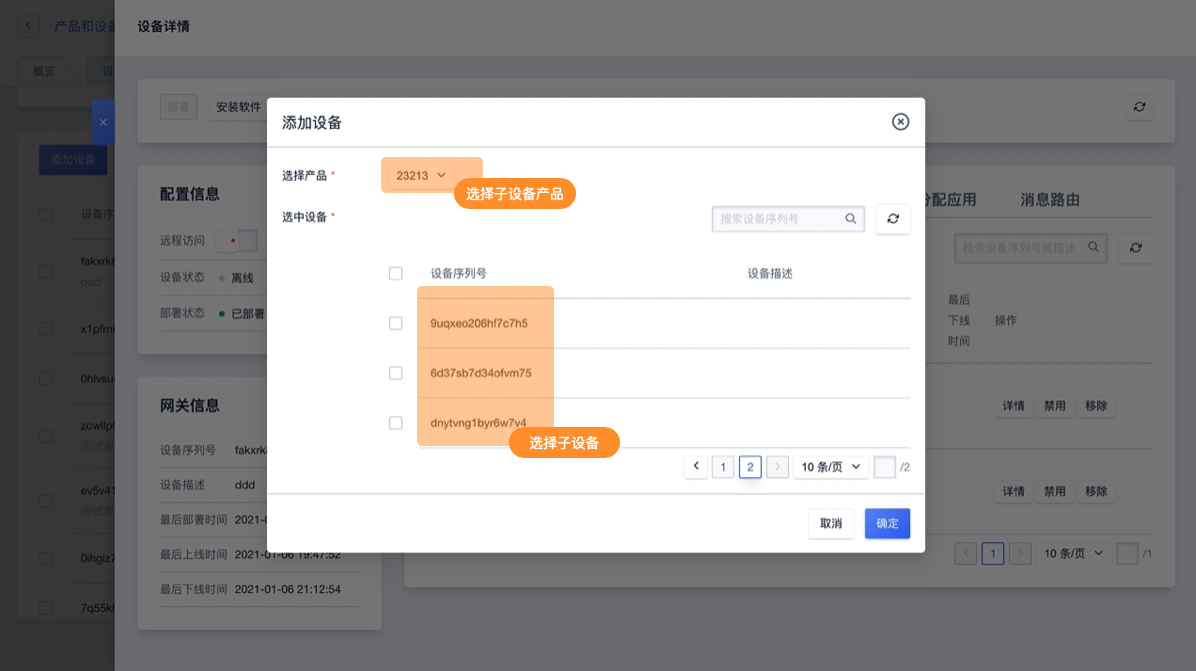 产品和设备
设备详情
概览
部署
安装软件
添加设备
添加设备
配置信息
选择产品 *
23213
选择子设备产品
分配应用
消息路由
选中设备 *
搜索设备序列号
远程访问
检索设备序列号或描述
设备状态
离线
设备序列号
设备描述
fakxrk
ddd
最后
下线
时间
操作
部署状态
已部署
9uqxeo206hf7c7h5
x1pfm
6d37sb7d34ofvm75
0hlvsu
网关信息
详情
禁用
移除
dnytvng1byr6w7v4
选择子设备
zcwllp
设备序列号
fakxrk
1
2
10 条/页
/2
设备描述
ddd
ev5v41
详情
禁用
移除
最后部署时间
2021-0
取消
确定
最后上线时间
2021-01-06 19:47:52
0ihgiz7
1
10 条/页
/1
最后下线时间
2021-01-06 21:12:54
7q55k